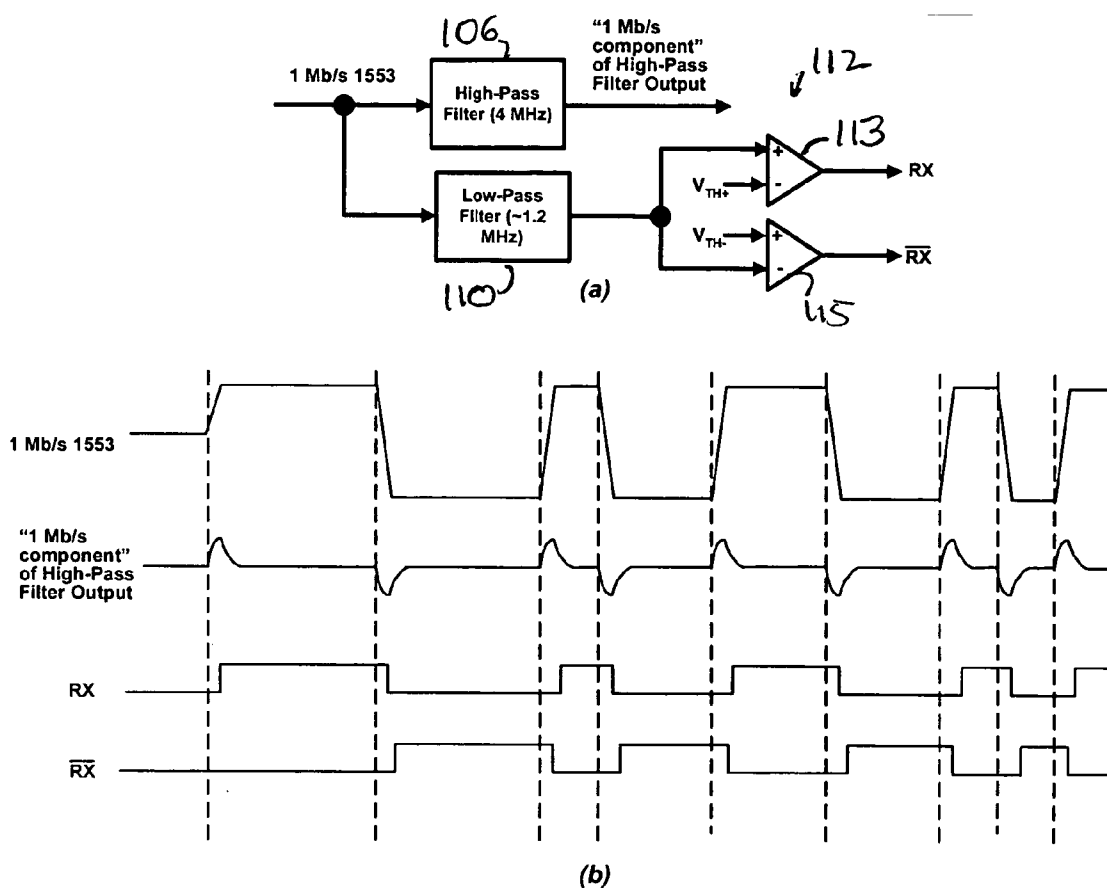 106
"1 Mb/s
component"
of High-Pass
Filter Output
112
1 Mb/s 1553
High-Pass
Filter (4 MHz)
113
+
-
RX
VTH+
Low-Pass
Filter (~1.2
MHz)
VTH-
+
-
RX
110
(a)
115
1 Mb/s 1553
"1 Mb/s
component"
of High-Pass
Filter Output
RX
RX
(b)